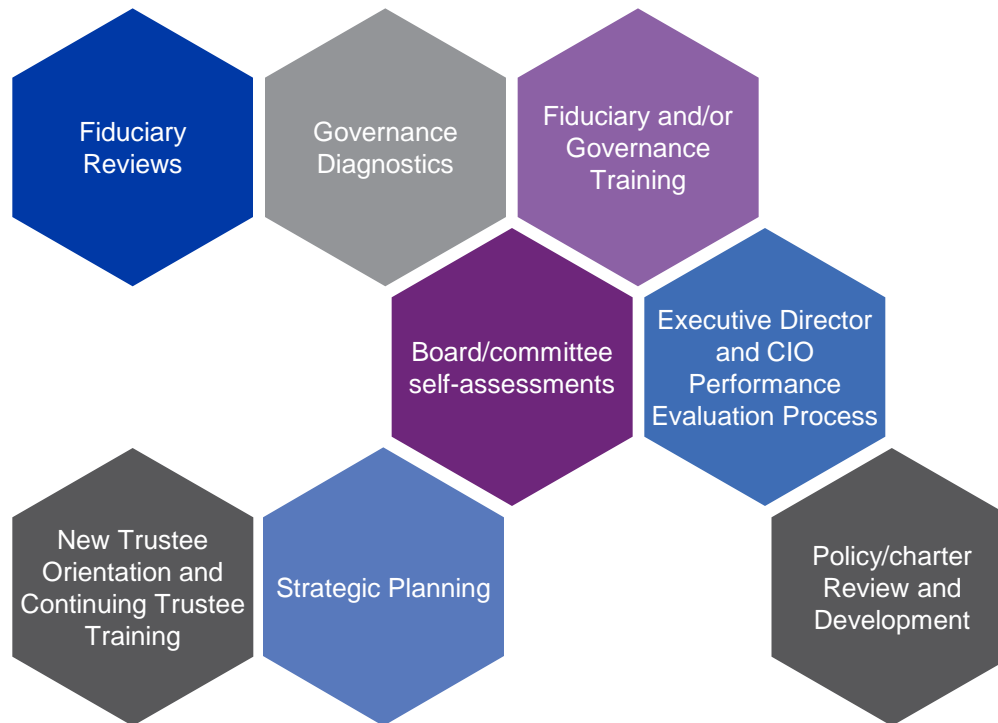 Fiduciary
Reviews
Governance
Diagnostics
Fiduciary and/or
Governance
Training
Board/committee
self-assessments
Executive Director
and CIO
Performance
Evaluation Process
New Trustee
Orientation and
Continuing Trustee
Training
Strategic Planning
Policy/charter
Review and
Development